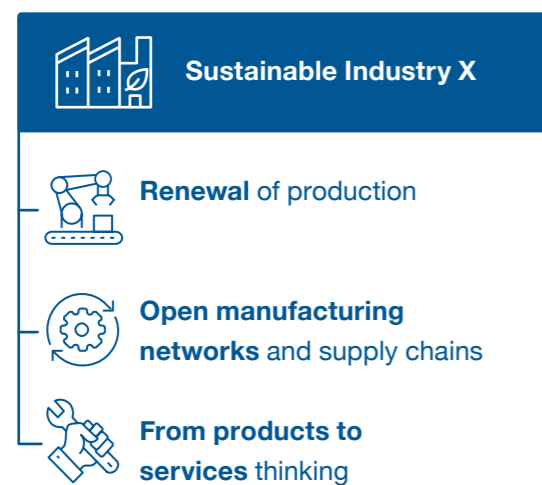 Sustainable Industry X
Renewal of production
Open manufacturing
networks and supply chains
From products to
services thinking